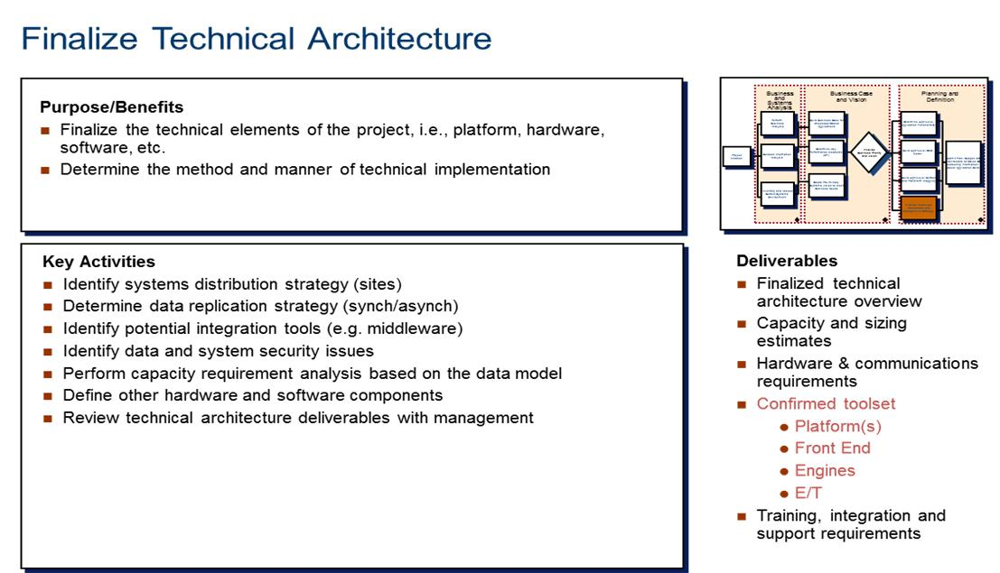 Finalize Technical Architecture
Purpose/Benefits
Finalize the technical elements of the project, i.e., platform, hardware,
software, etc.
Determine the method and manner of technical implementation
Business
and
Systems
Analysis
Business Case
and Vision
Planning and
Definition
Key Activities
Identify systems distribution strategy (sites)
Determine data replication strategy (synch/asynch)
Identify potential integration tools (e.g. middleware)
Identify data and system security issues
Perform capacity requirement analysis based on the data model
Define other hardware and software components
Review technical architecture deliverables with management
Deliverables
Finalized technical
architecture overview
Capacity and sizing
estimates
Hardware & communications
requirements
Confirmed toolset
Platform(s)
Front End
Engines
E/T
Training, integration and
support requirements